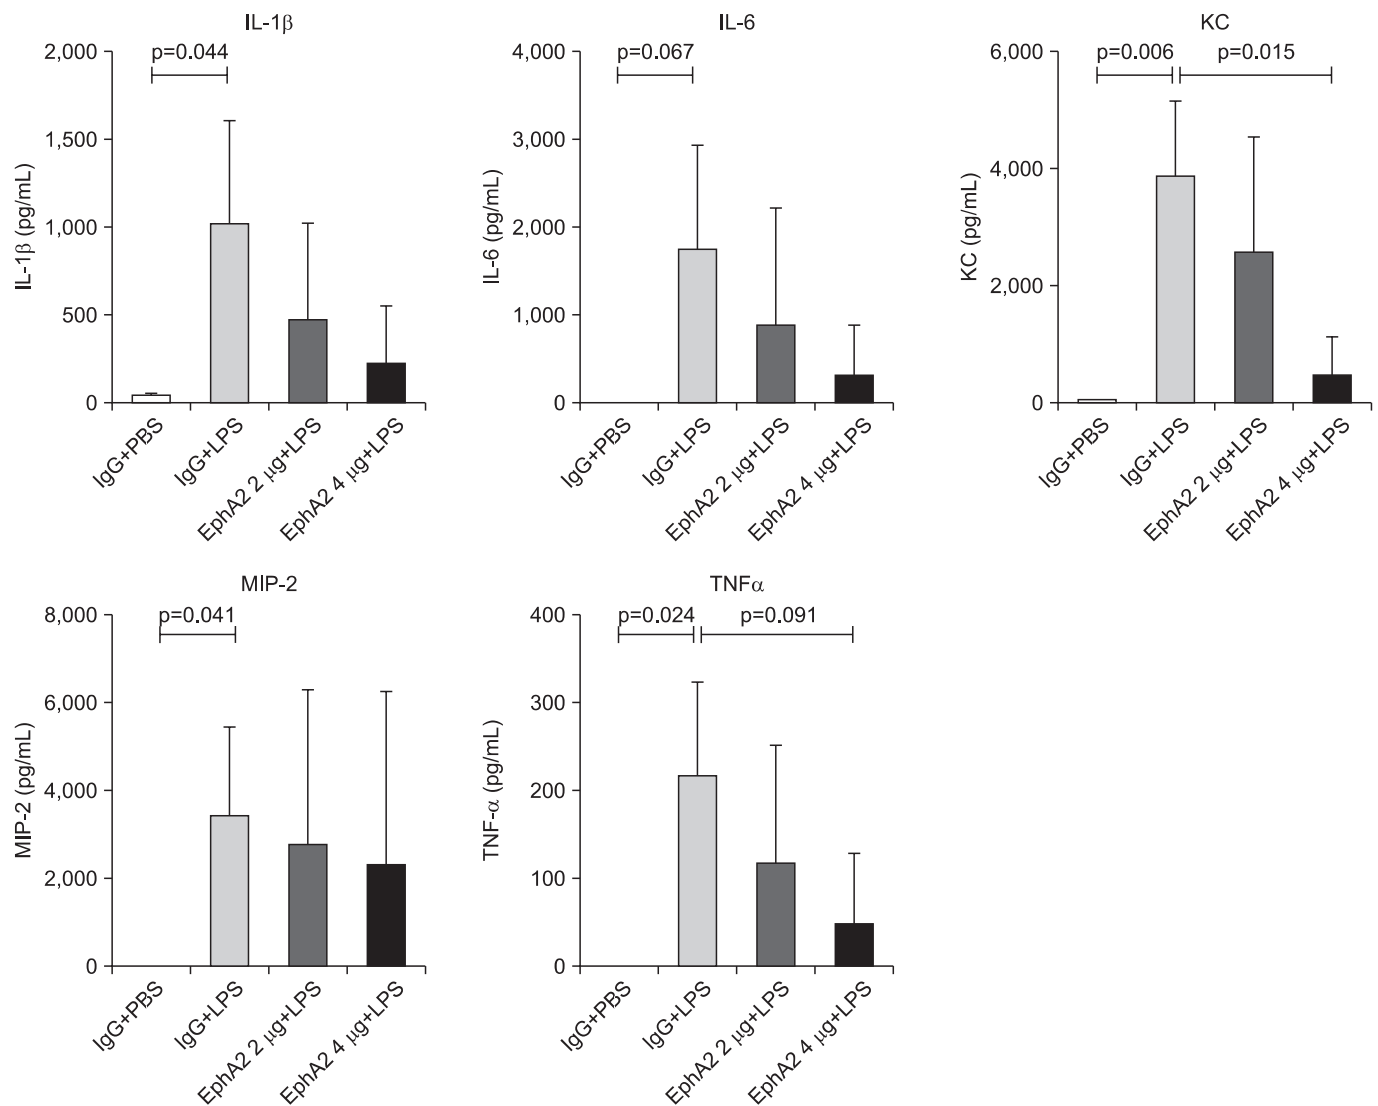 IL-1β
2,000
1,500
1,000
500
0
IL-1β (pg/mL)
p=0.044
IgG+PBS
IgG+LPS
EphA2 2 μg+LPS
EphA2 4 μg+LPS
IL-6
4,000
3,000
2,000
1,000
0
IL-6 (pg/mL)
p=0.067
IgG+PBS
IgG+LPS
EphA2 2 μg+LPS
EphA2 4 μg+LPS
KC
6,000
4,000
2,000
0
KC (pg/mL)
p=0.006
p=0.015
IgG+PBS
IgG+LPS
EphA2 2 μg+LPS
EphA2 4 μg+LPS
MIP-2
8,000
6,000
4,000
2,000
0
MIP-2 (pg/mL)
p=0.041
IgG+PBS
IgG+LPS
EphA2 2 μg+LPS
EphA2 4 μg+LPS
TNFα
400
300
200
100
0
TNF-α (pg/mL)
p=0.024
p=0.091
IgG+PBS
IgG+LPS
EphA2 2 μg+LPS
EphA2 4 μg+LPS